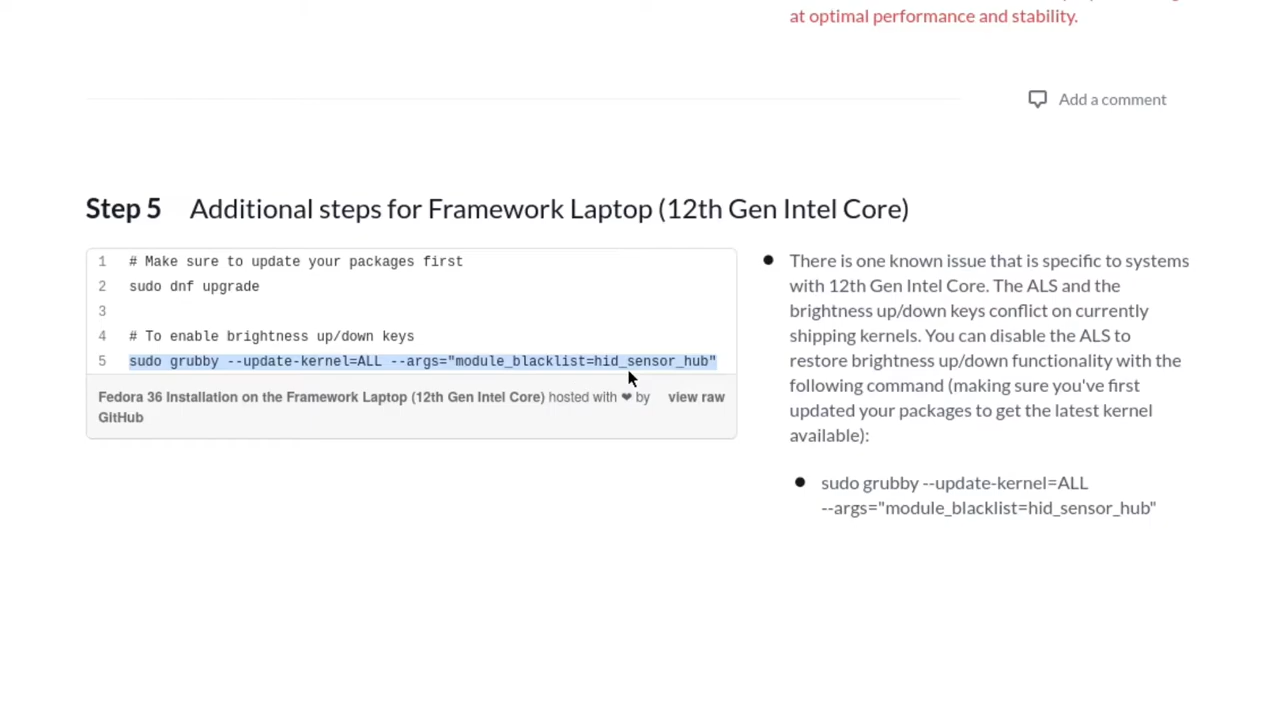 at optimal performance and stability.
Add a comment
Step 5 Additional steps for Framework Laptop (12th Gen Intel Core)
1 # Make sure to update your packages first
2 sudo dnf upgrade
3
4 # To enable brightness up/down keys
5 sudo grubby --update-kernel=ALL --args="module_blacklist=hid_sensor_hub"
Fedora 36 Installation on the Framework Laptop (12th Gen Intel Core) hosted with ❤ by
GitHub
view raw
There is one known issue that is specific to systems
with 12th Gen Intel Core. The ALS and the
brightness up/down keys conflict on currently
shipping kernels. You can disable the ALS to
restore brightness up/down functionality with the
following command (making sure you've first
updated your packages to get the latest kernel
available):
sudo grubby --update-kernel=ALL
--args="module_blacklist=hid_sensor_hub"